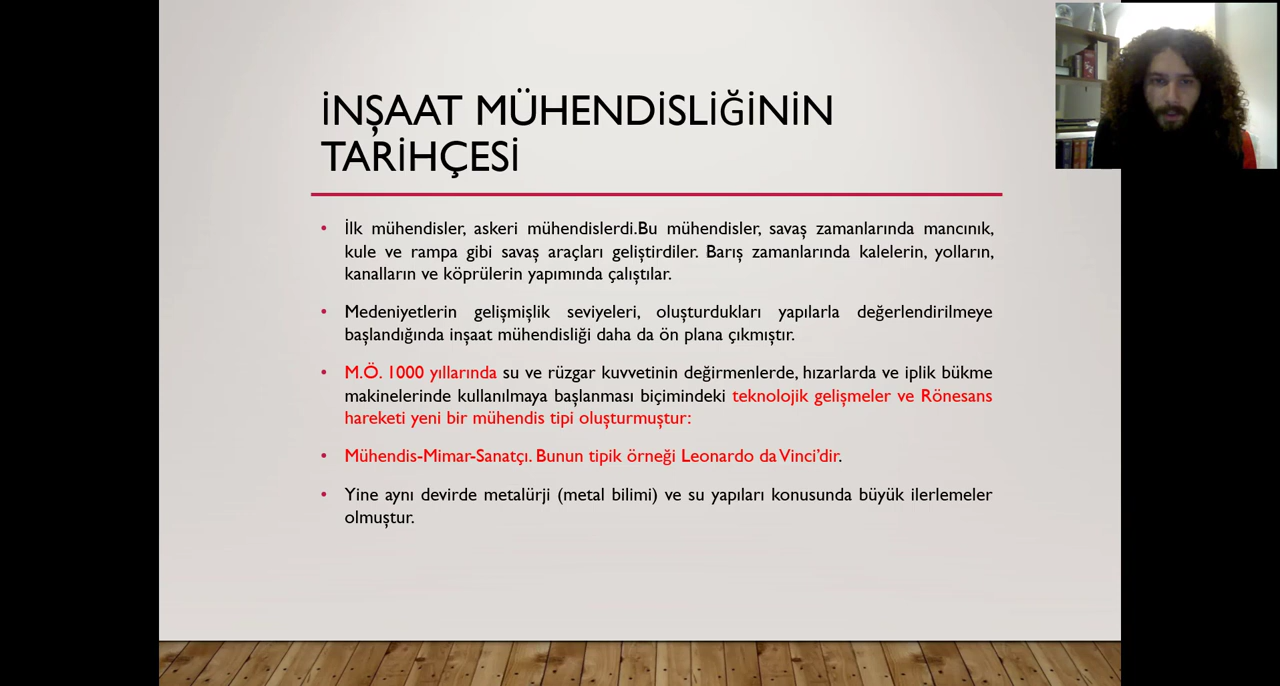 İNŞAAT MÜHENDİSLİĞİNİN
TARİHÇESİ
• İlk mühendisler, askeri mühendislerdi.Bu mühendisler, savaş zamanlarında mancınık,
kule ve rampa gibi savaş araçları geliştirdiler. Barış zamanlarında kalelerin, yolların,
kanalların ve köprülerin yapımında çalıştılar.
• Medeniyetlerin gelişmişlik seviyeleri, oluşturdukları yapılarla değerlendirilmeye
başlandığında inşaat mühendisliği daha da ön plana çıkmıştır.
• M.Ö. 1000 yıllarında su ve rüzgar kuvvetinin değirmenlerde, hızarlarda ve iplik bükme
makinelerinde kullanılmaya başlanması biçimindeki teknolojik gelişmeler ve Rönesans
hareketi yeni bir mühendis tipi oluşturmuştur:
• Mühendis-Mimar-Sanatçı. Bunun tipik örneği Leonardo da Vinci’dir.
• Yine aynı devirde metalürji (metal bilimi) ve su yapıları konusunda büyük ilerlemeler
olmuştur.